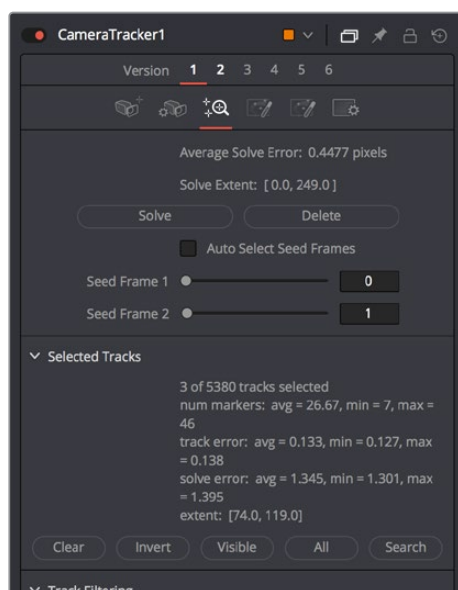 CameraTracker1
Version 1 2 3 4 5 6
Average Solve Error: 0.4477 pixels
Solve Extent: [ 0.0, 249.0 ]
Solve Delete
Auto Select Seed Frames
Seed Frame 1 0
Seed Frame 2 1
Selected Tracks
3 of 5380 tracks selected
num markers: avg = 26.67, min = 7, max =
46
track error: avg = 0.133, min = 0.127, max
= 0.138
solve error: avg = 1.345, min = 1.301, max
= 1.395
extent: [74.0, 119.0]
Clear Invert Visible All Search
Track Filtering